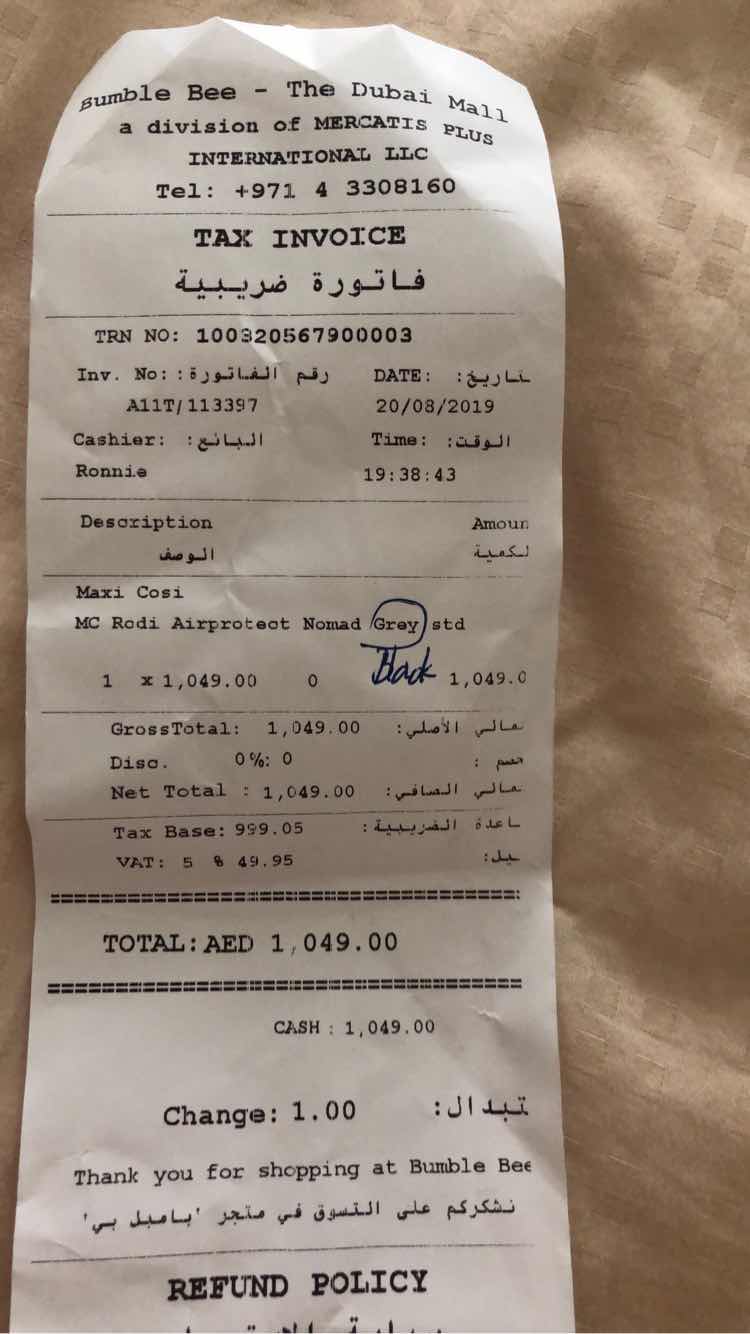 Bumble Bee - The Dubai Mall
a division of MERCATIS PLUS
INTERNATIONAL LLC
Tel: +971 4 3308160
TAX INVOICE
فاتورة ضريبية
TRN NO: 100320567900003
Inv. No: رقم الفاتورة: DATE: تاريخ:
A11T/113397 20/08/2019
Cashier: البائع: Time: الوقت:
Ronnie 19:38:43
Description Amoun
الوصف لكمية
Maxi Cosi
MC Rodi Airprotect Nomad Grey std
Black
1 x 1,049.00 0 1,049.0
GrossTotal: 1,049.00 مالي الأصلي:
Disc. 0%: 0 خصم :
Net Total : 1,049.00 مالي الصافي:
Tax Base: 999.05 اعدة الضريبية:
VAT: 5 % 49.95
TOTAL: AED 1,049.00
CASH : 1,049.00
Change: 1.00 تبدال:
Thank you for shopping at Bumble Bee
نشكركم على التسوق في متجر 'بامبل بي'
REFUND POLICY